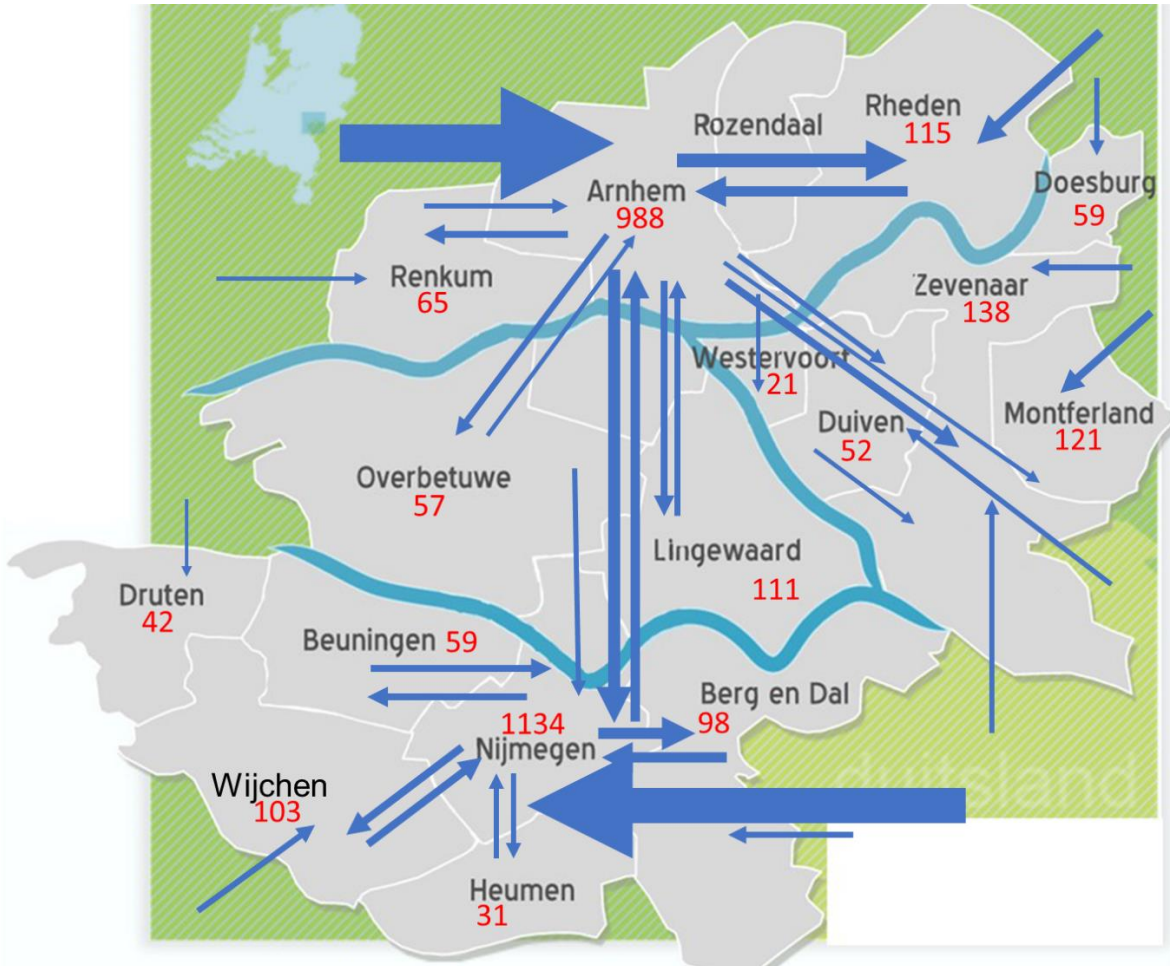 Rheden
115
Rozendaal
Doesburg
59
Arnhem
988
Renkum
65
Zevenaar
138
Westervoort
21
Duiven
52
Montferland
121
Overbetuwe
57
Lingewaard
111
Druten
42
Beuningen 59
Berg en Dal
98
1134
Nijmegen
duitsland
Wijchen
103
Heumen
31